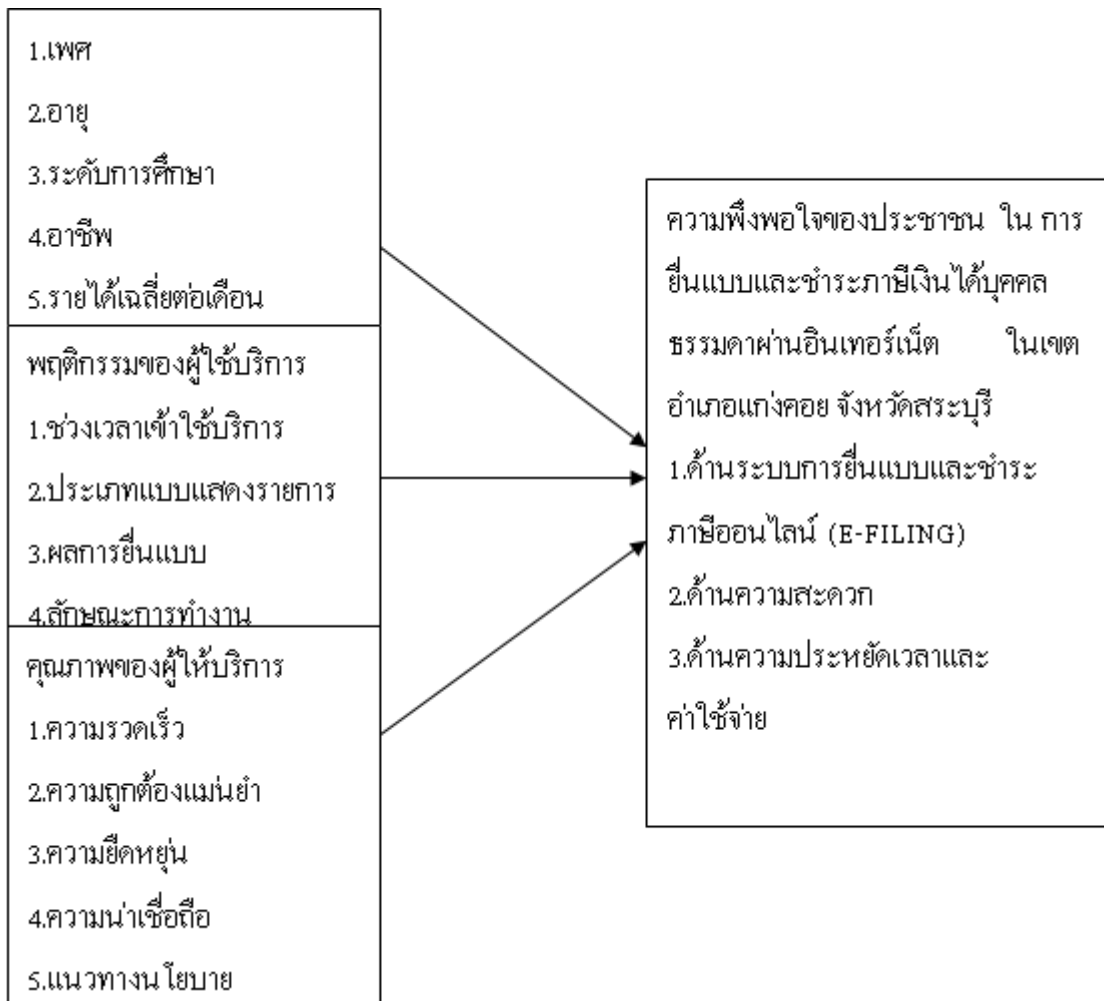 1.เพศ
2.อายุ
3.ระดับการศึกษา
4.อาชีพ
5.รายได้เฉลี่ยต่อเดือน
พฤติกรรมของผู้ใช้บริการ
1.ช่วงเวลาเข้าใช้บริการ
2.ประเภทแบบแสดงรายการ
3.ผลการยื่นแบบ
4.ลักษณะการทำงาน
คุณภาพของผู้ให้บริการ
1.ความรวดเร็ว
2.ความถูกต้องแม่นยำ
3.ความยืดหยุ่น
4.ความน่าเชื่อถือ
5.แนวทางนโยบาย
ความพึงพอใจของประชาชน ใน การ
ยื่นแบบและชำระภาษีเงินได้บุคคล
ธรรมดาผ่านอินเทอร์เน็ต ในเขต
อำเภอแก่งคอย จังหวัดสระบุรี
1.ด้านระบบการยื่นแบบและชำระ
ภาษีออนไลน์ (E-FILING)
2.ด้านความสะดวก
3.ด้านความประหยัดเวลาและ
ค่าใช้จ่าย